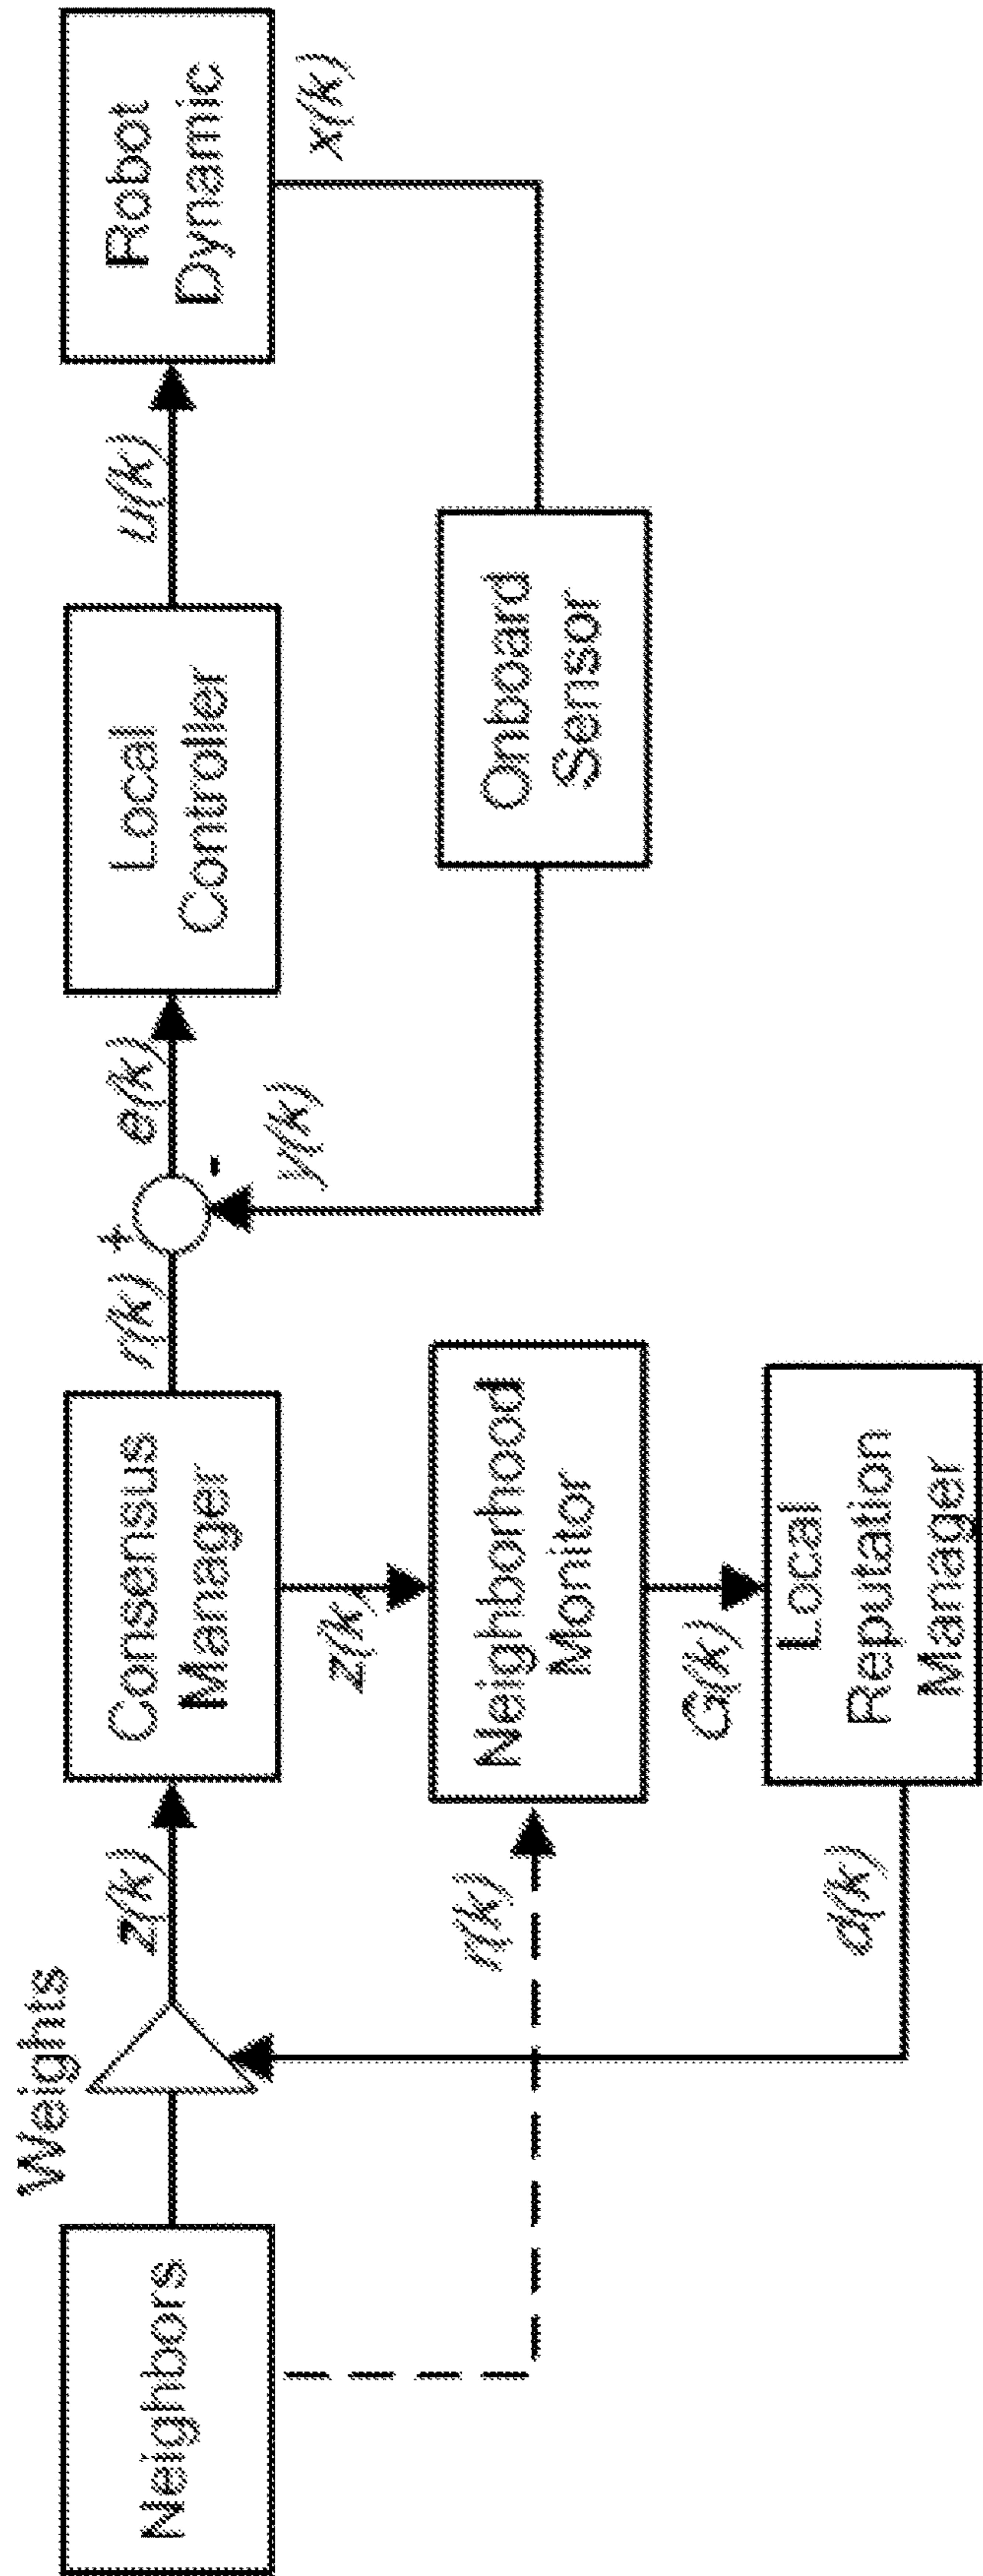 Weights
Neighbors
z(k)
Consensus
Manager
r(k)
+
-
e(k)
Local
Controller
u(k)
Robot
Dynamic
x(k)
y(k)
Onboard
Sensor
z(k)
r(k)
Neighborhood
Monitor
G(k)
d(k)
Local
Reputation
Manager